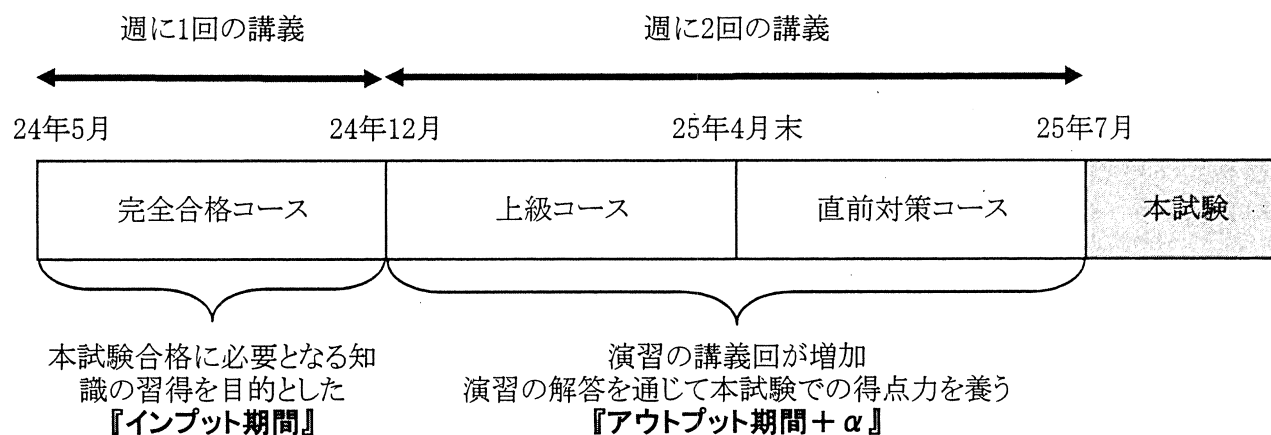 週に1回の講義
週に2回の講義
24年5月
24年12月
25年4月末
25年7月
完全合格コース
上級コース
直前対策コース
本試験
本試験合格に必要となる知
識の習得を目的とした
『インプット期間』
演習の講義回が増加
演習の解答を通じて本試験での得点力を養う
『アウトプット期間+α』